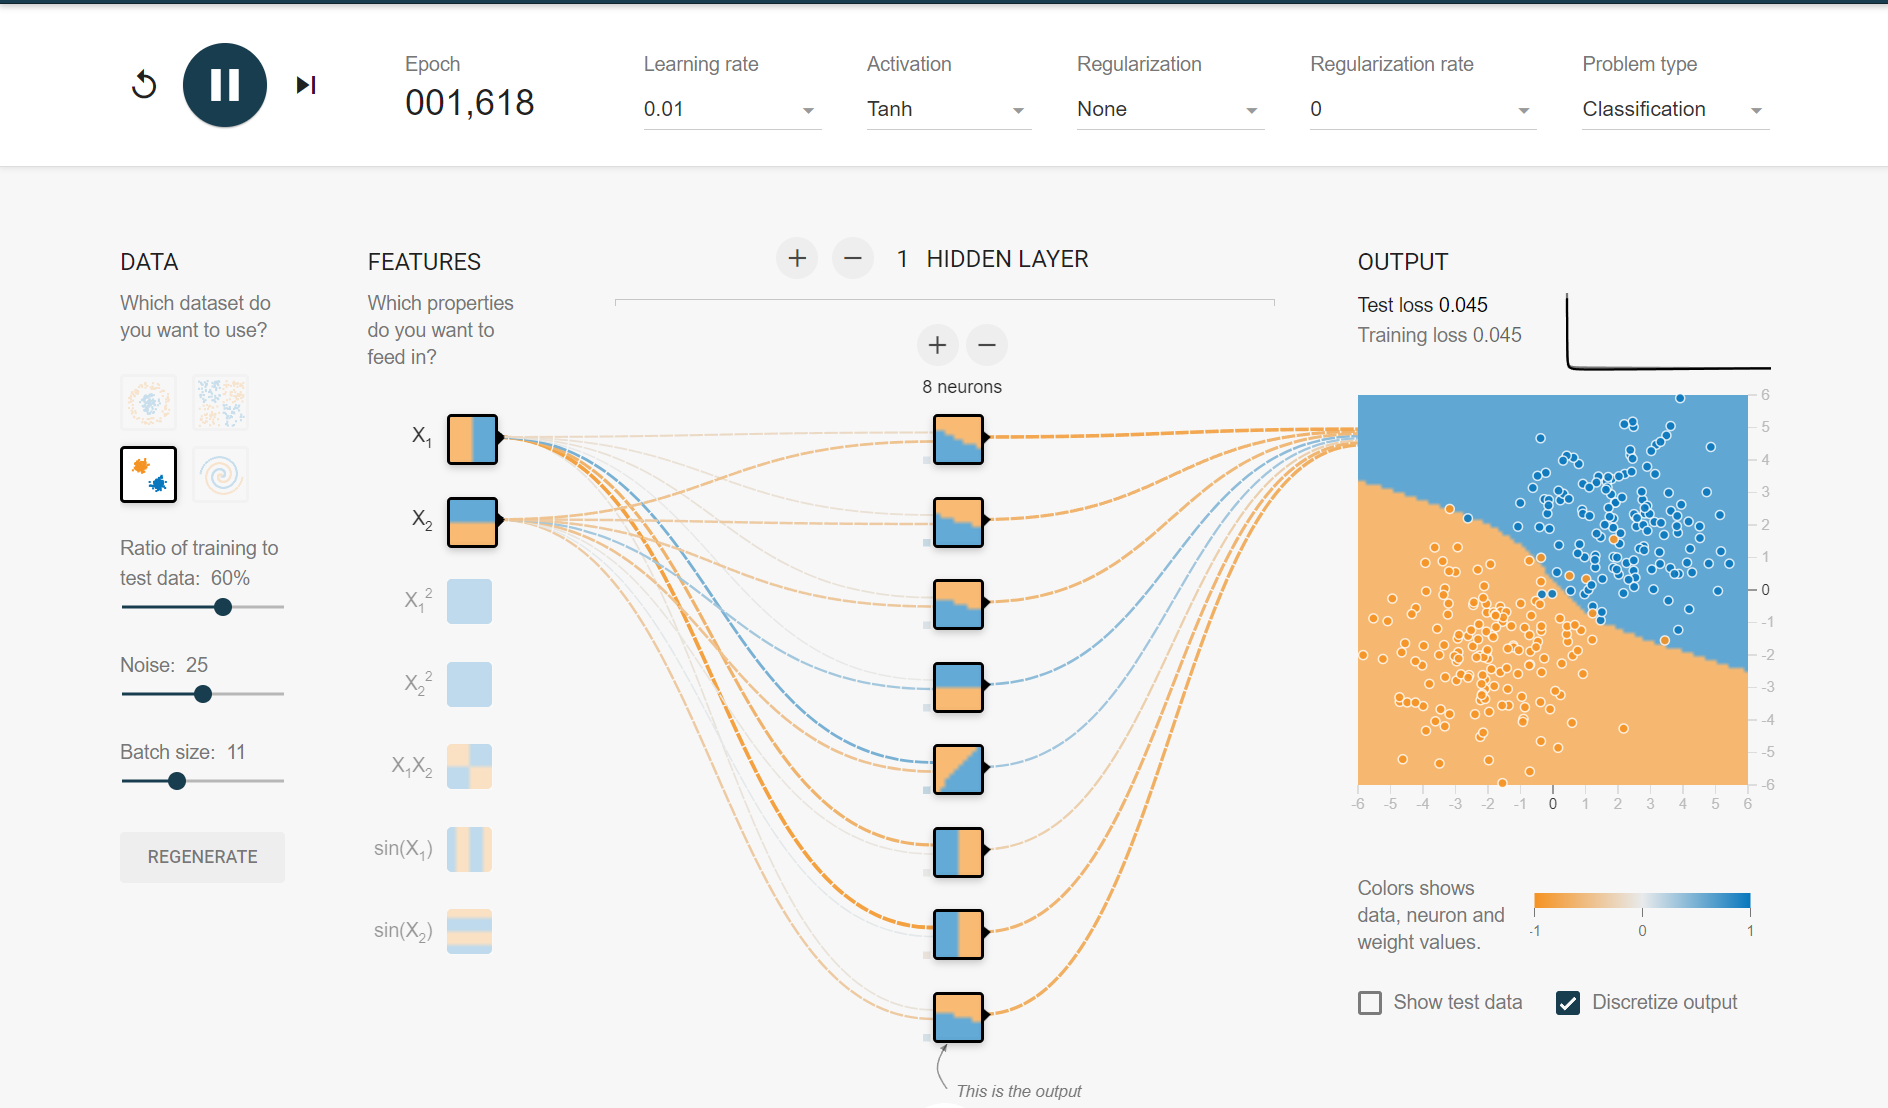 Epoch
001,618
Learning rate
0.01
Activation
Tanh
Regularization
None
Regularization rate
0
Problem type
Classification
DATA
Which dataset do
you want to use?
Ratio of training to
test data: 60%
Noise: 25
Batch size: 11
REGENERATE
FEATURES
Which properties
do you want to
feed in?
X₁
X₂
X₁²
X₂²
X₁X₂
sin(X₁)
sin(X₂)
1 HIDDEN LAYER
8 neurons
This is the output
OUTPUT
Test loss 0.045
Training loss 0.045
6
5
4
3
2
1
0
-1
-2
-3
-4
-5
-6
-6 -5 -4 -3 -2 -1 0 1 2 3 4 5 6
Colors shows
data, neuron and
weight values.
-1 0 1
Show test data
Discretize output